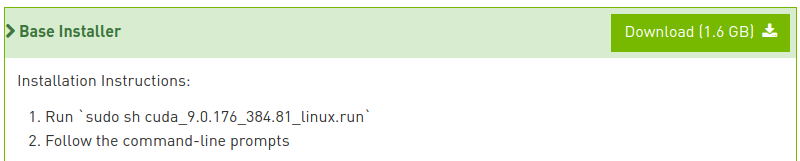 Base Installer
Download (1.6 GB)
Installation Instructions:
1. Run `sudo sh cuda_9.0.176_384.81_linux.run`
2. Follow the command-line prompts